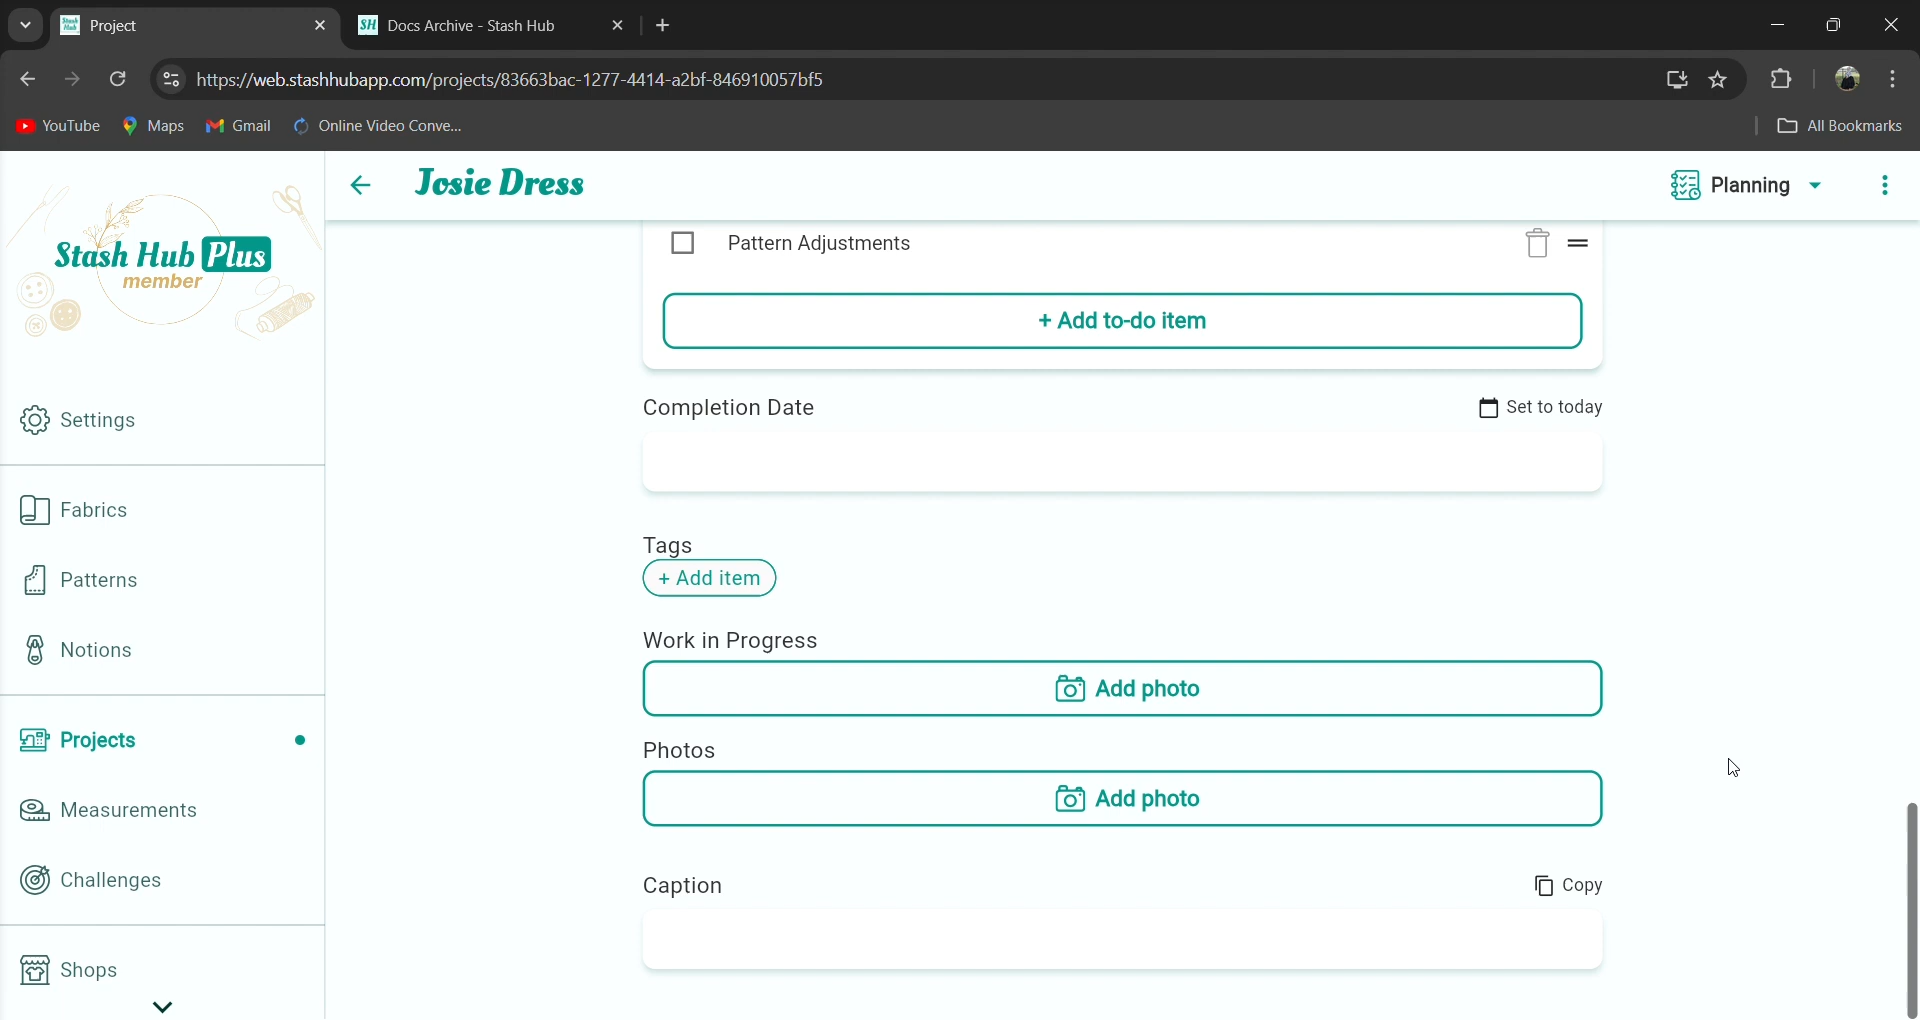 Project
Docs Archive - Stash Hub
https://web.stashhubapp.com/projects/83663bac-1277-4414-a2bf-846910057bf5
YouTube
Maps
Gmail
Online Video Conve...
All Bookmarks
Stash Hub Plus
member
Settings
Fabrics
Patterns
Notions
Projects
Measurements
Challenges
Shops
Josie Dress
Planning
Pattern Adjustments
+ Add to-do item
Completion Date
Set to today
Tags
+ Add item
Work in Progress
Add photo
Photos
Add photo
Caption
Copy